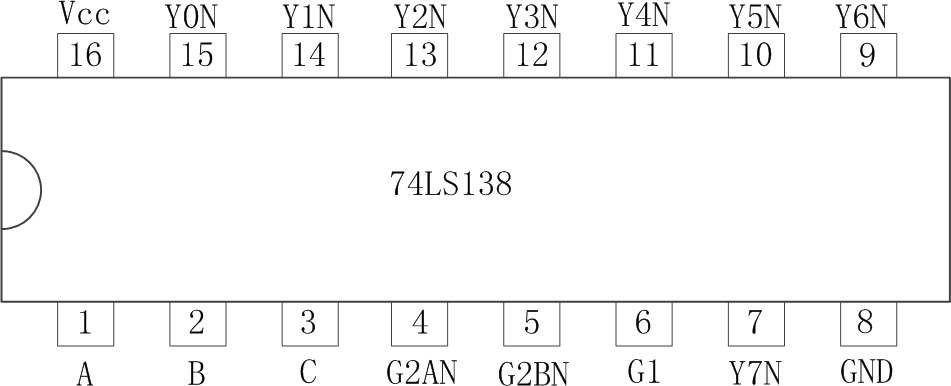 Vcc Y0N Y1N Y2N Y3N Y4N Y5N Y6N
16 15 14 13 12 11 10 9
74LS138
1 2 3 4 5 6 7 8
A B C G2AN G2BN G1 Y7N GND